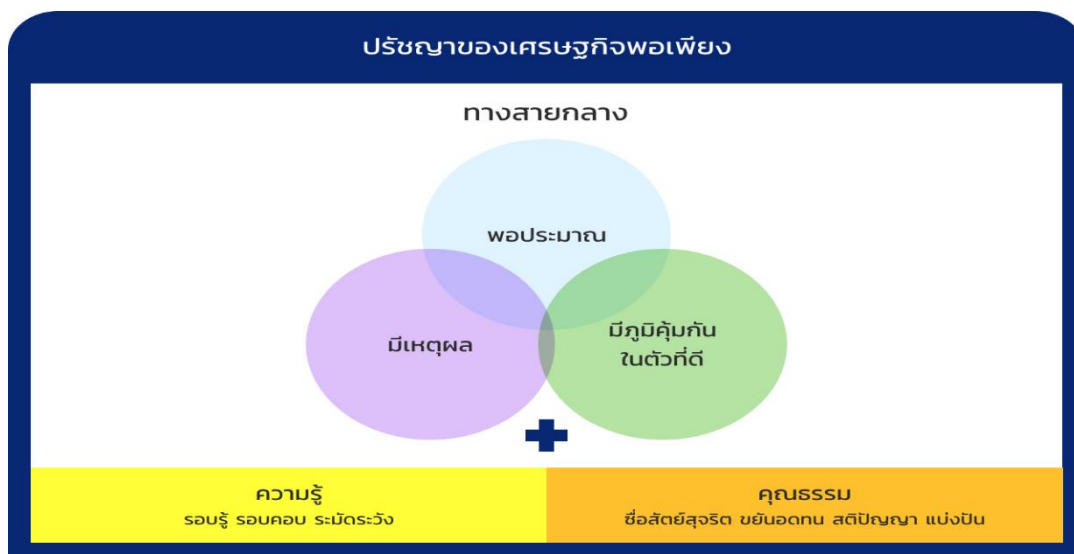 ปรัชญาของเศรษฐกิจพอเพียง
ทางสายกลาง
พอประมาณ
มีเหตุผล
มีภูมิคุ้มกัน
ในตัวที่ดี
ความรู้
รอบรู้ รอบคอบ ระมัดระวัง
คุณธรรม
ซื่อสัตย์สุจริต ขยันอดทน สติปัญญา แบ่งปัน